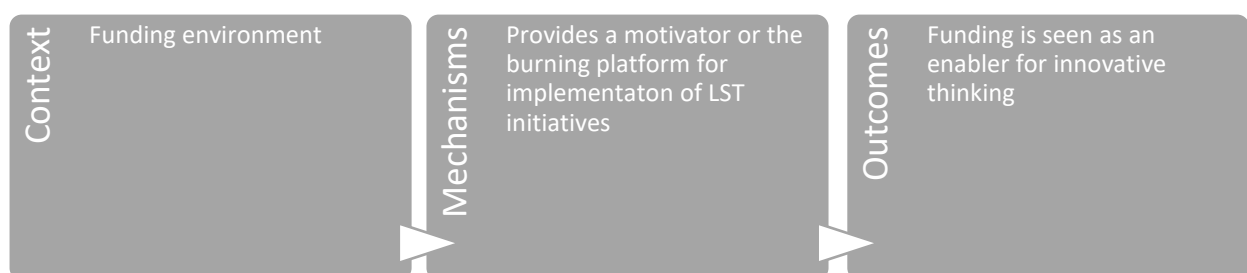 Context
Funding environment
Mechanisms
Provides a motivator or the
burning platform for
implementaton of LST
initiatives
Outcomes
Funding is seen as an
enabler for innovative
thinking